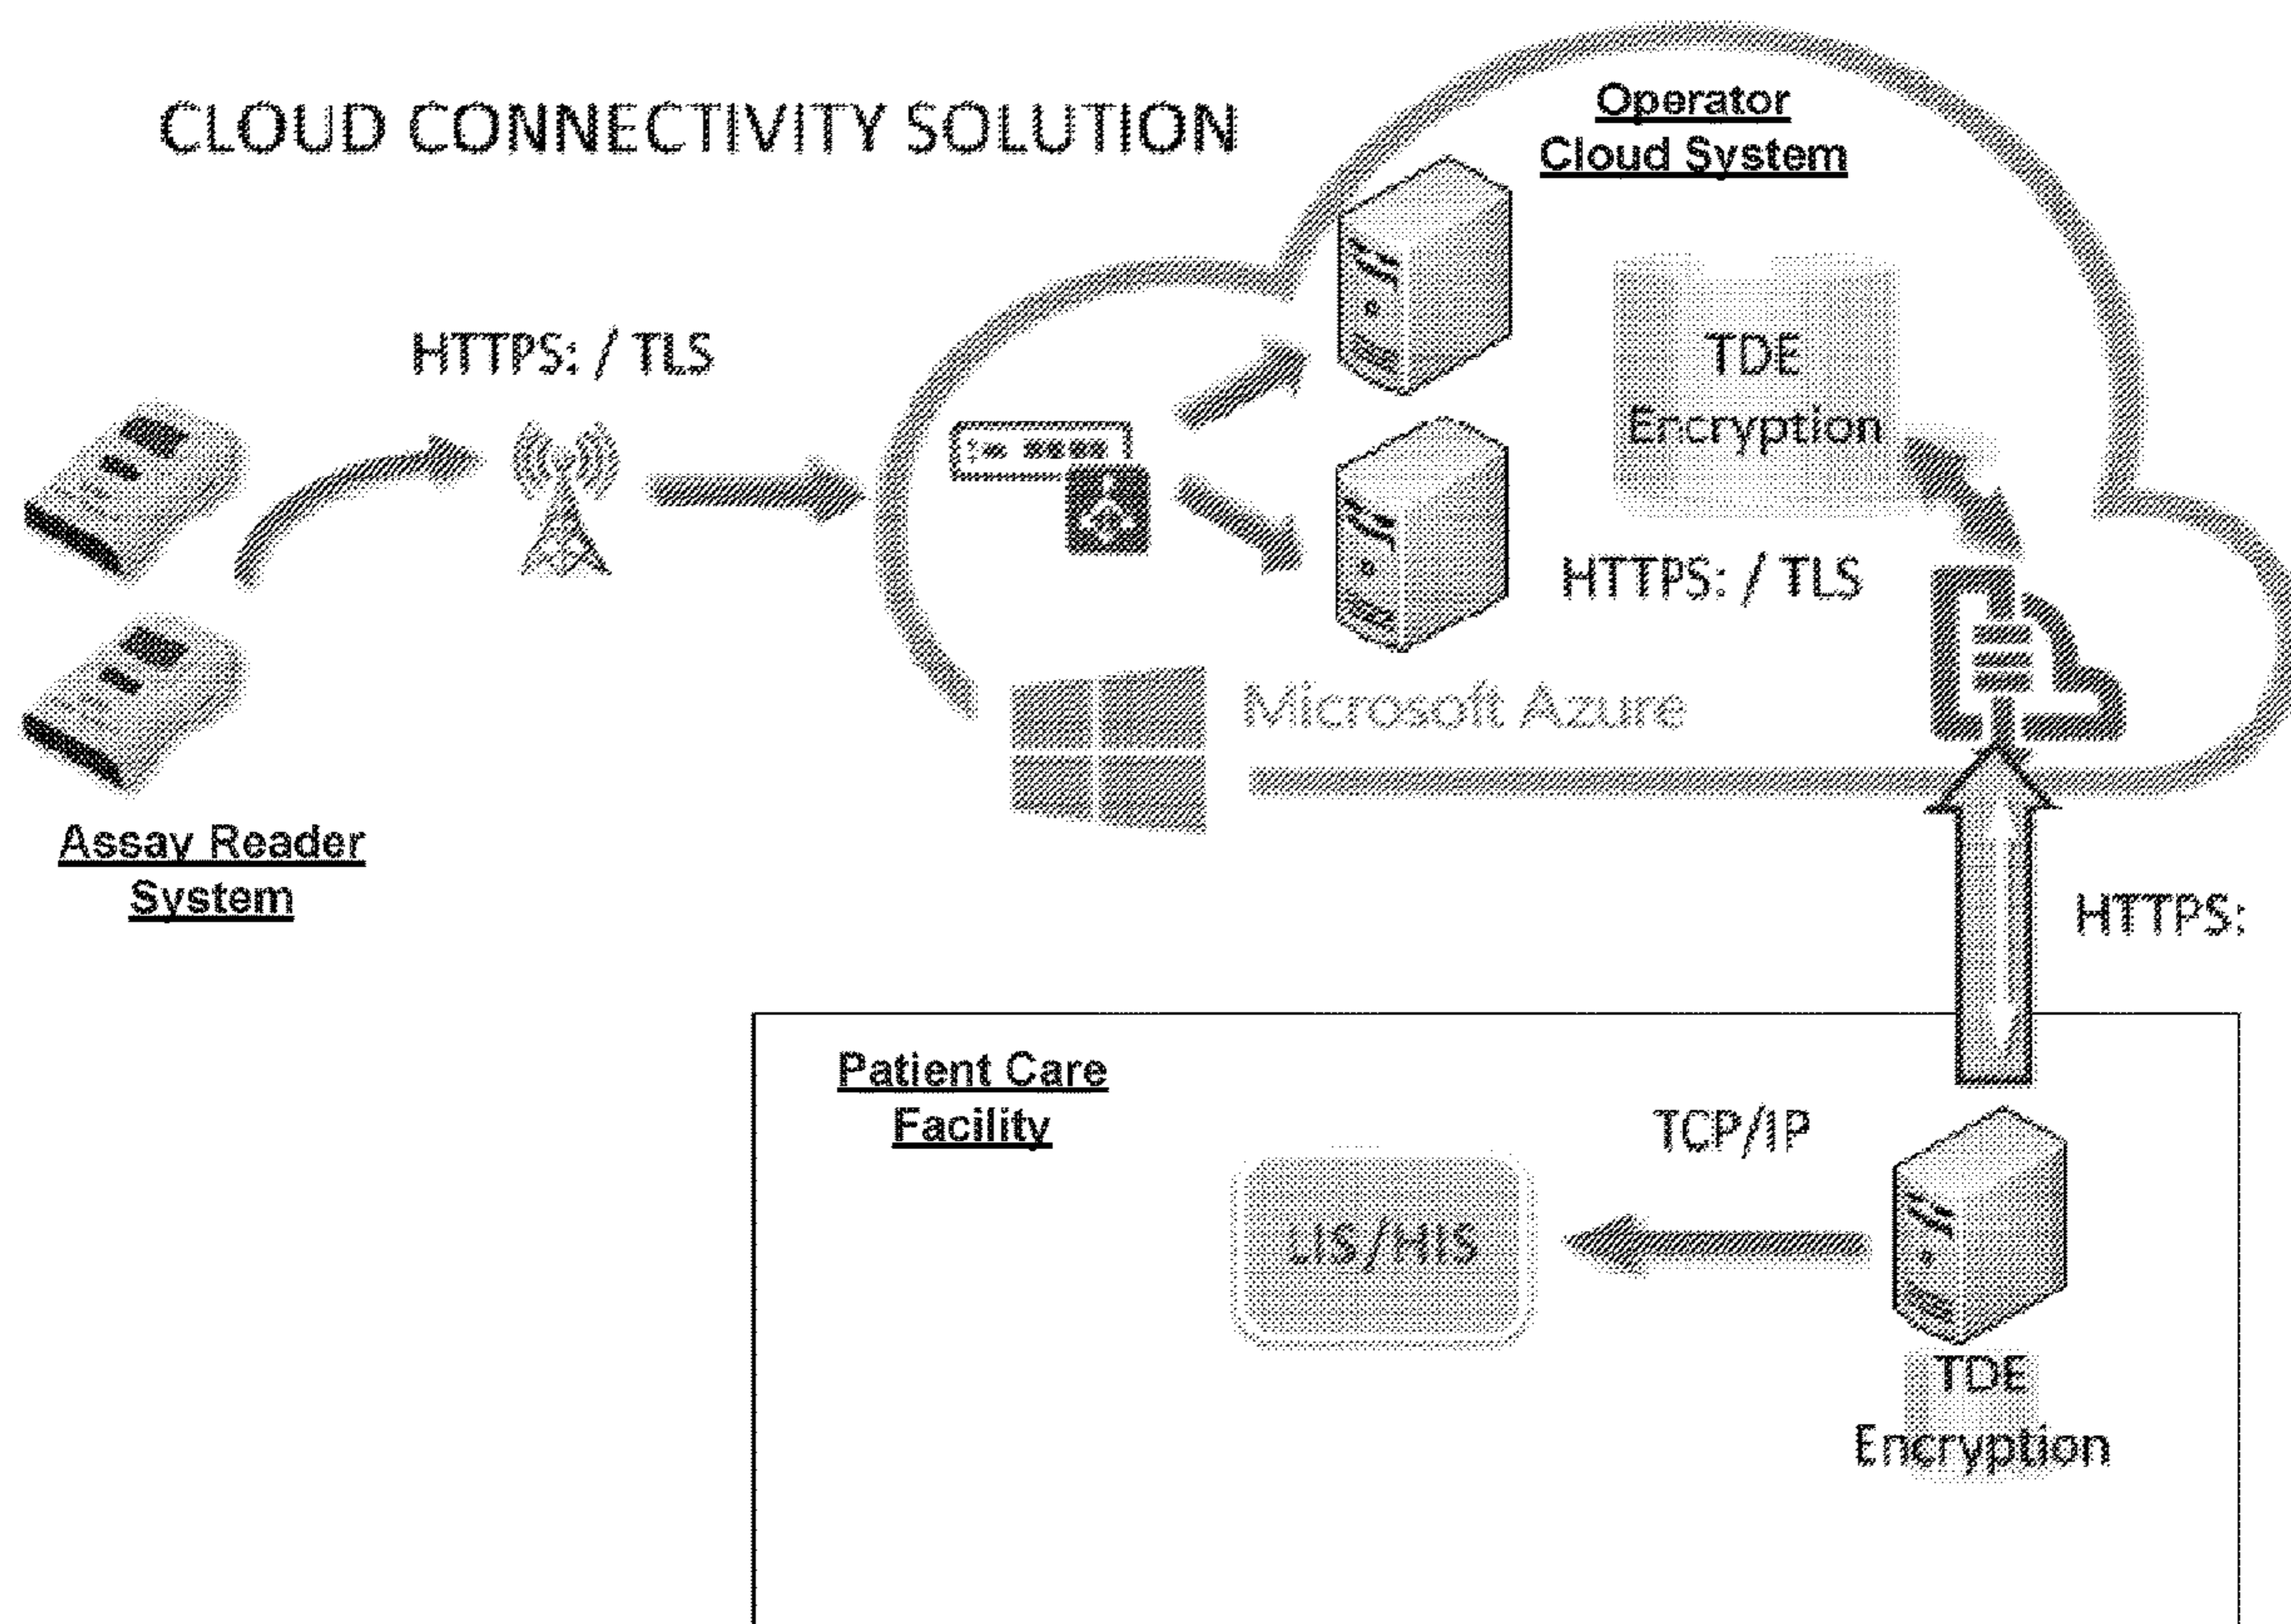 CLOUD CONNECTIVITY SOLUTION
Operator
Cloud System
HTTPS: / TLS
TDE
Encryption
HTTPS: / TLS
Microsoft Azure
Assay Reader
System
HTTPS:
Patient Care
Facility
TCP/IP
LIS/HIS
TDE
Encryption